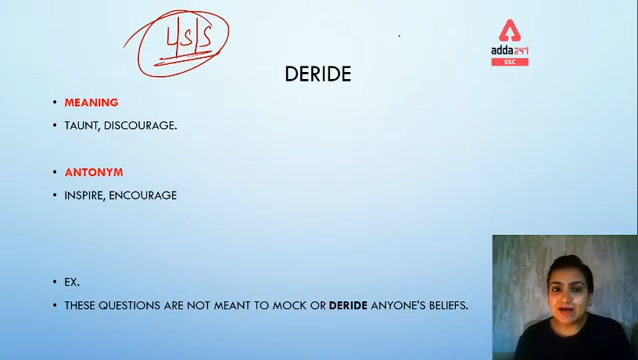 adda247
SSC
DERIDE
• MEANING
• TAUNT, DISCOURAGE.
• ANTONYM
• INSPIRE, ENCOURAGE
• EX.
• THESE QUESTIONS ARE NOT MEANT TO MOCK OR DERIDE ANYONE'S BELIEFS.